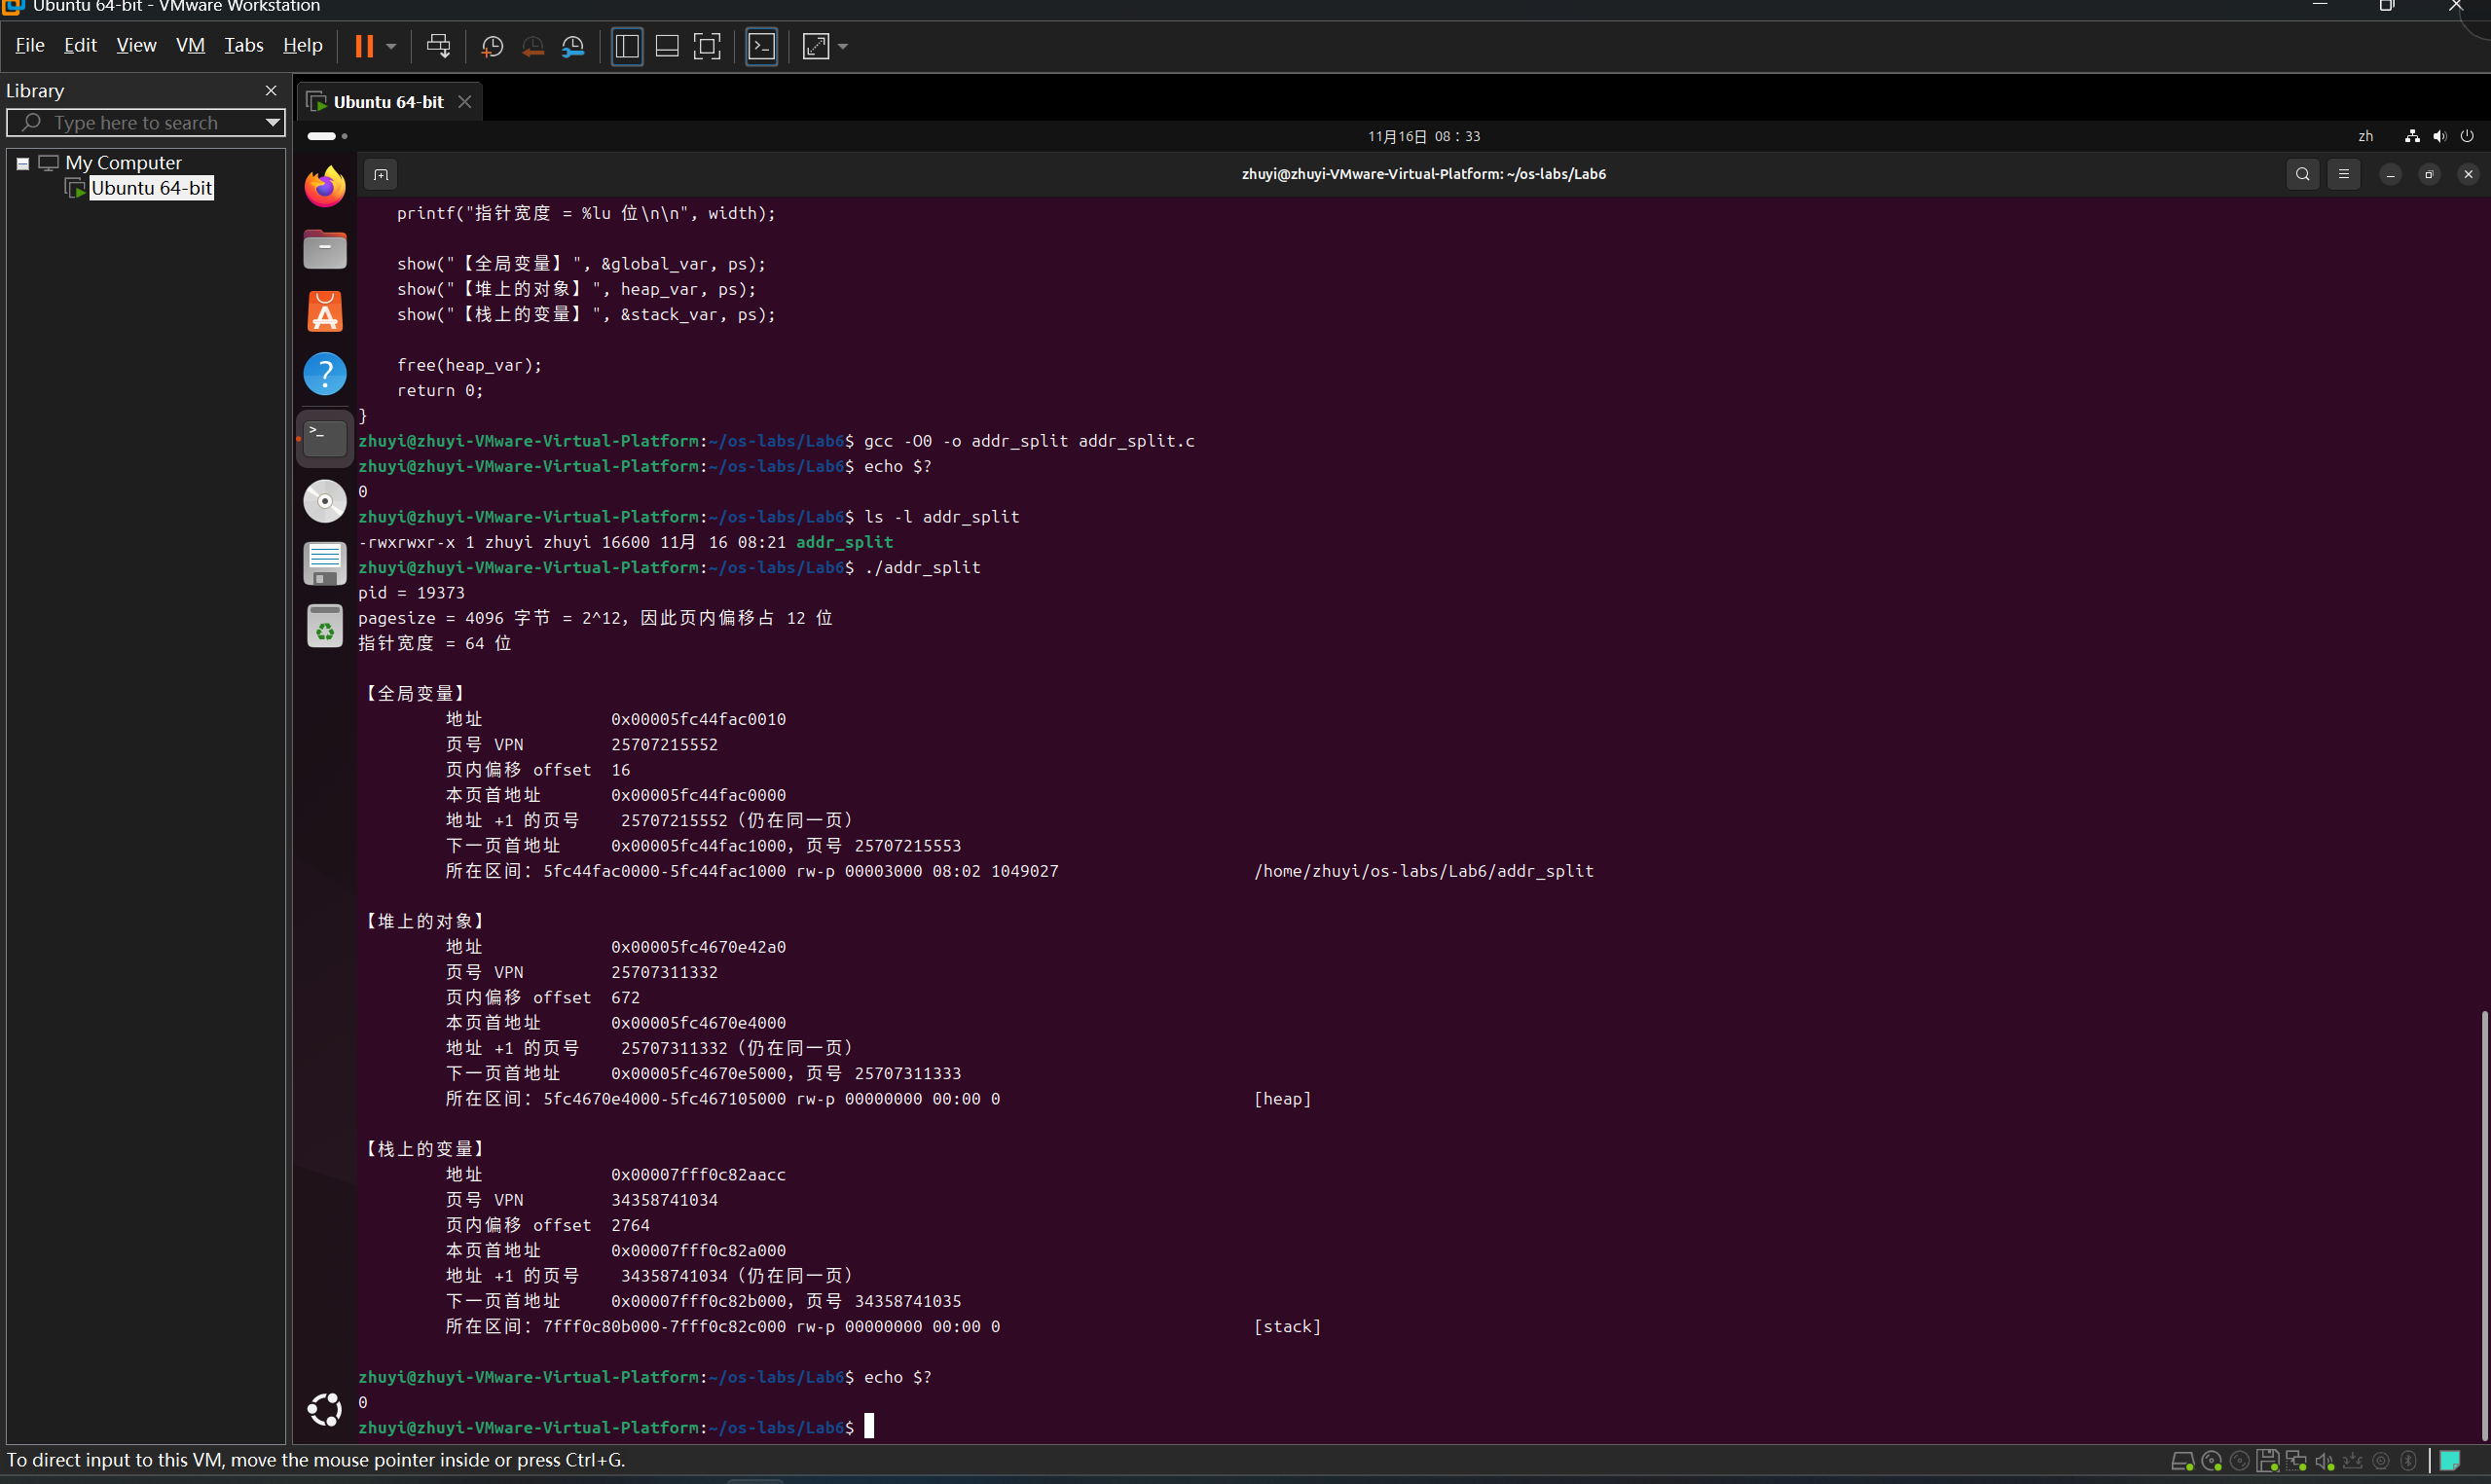 Ubuntu 64-bit - VMware Workstation
File Edit View VM Tabs Help
Library
Type here to search
My Computer
Ubuntu 64-bit
Ubuntu 64-bit
11月16日 08：33
zh
zhuyi@zhuyi-VMware-Virtual-Platform: ~/os-labs/Lab6
    printf("指针宽度 = %lu 位\n\n", width);
    show("【全局变量】", &global_var, ps);
    show("【堆上的对象】", heap_var, ps);
    show("【栈上的变量】", &stack_var, ps);
    free(heap_var);
    return 0;
}
zhuyi@zhuyi-VMware-Virtual-Platform:~/os-labs/Lab6$ gcc -O0 -o addr_split addr_split.c
zhuyi@zhuyi-VMware-Virtual-Platform:~/os-labs/Lab6$ echo $?
0
zhuyi@zhuyi-VMware-Virtual-Platform:~/os-labs/Lab6$ ls -l addr_split
-rwxrwxr-x 1 zhuyi zhuyi 16600 11月 16 08:21 addr_split
zhuyi@zhuyi-VMware-Virtual-Platform:~/os-labs/Lab6$ ./addr_split
pid = 19373
pagesize = 4096 字节 = 2^12，因此页内偏移占 12 位
指针宽度 = 64 位
【全局变量】
地址 0x00005fc44fac0010
页号 VPN 25707215552
页内偏移 offset 16
本页首地址 0x00005fc44fac0000
地址 +1 的页号 25707215552（仍在同一页）
下一页首地址 0x00005fc44fac1000，页号 25707215553
所在区间：5fc44fac0000-5fc44fac1000 rw-p 00003000 08:02 1049027 /home/zhuyi/os-labs/Lab6/addr_split
【堆上的对象】
地址 0x00005fc4670e42a0
页号 VPN 25707311332
页内偏移 offset 672
本页首地址 0x00005fc4670e4000
地址 +1 的页号 25707311332（仍在同一页）
下一页首地址 0x00005fc4670e5000，页号 25707311333
所在区间：5fc4670e4000-5fc467105000 rw-p 00000000 00:00 0 [heap]
【栈上的变量】
地址 0x00007fff0c82aacc
页号 VPN 34358741034
页内偏移 offset 2764
本页首地址 0x00007fff0c82a000
地址 +1 的页号 34358741034（仍在同一页）
下一页首地址 0x00007fff0c82b000，页号 34358741035
所在区间：7fff0c80b000-7fff0c82c000 rw-p 00000000 00:00 0 [stack]
zhuyi@zhuyi-VMware-Virtual-Platform:~/os-labs/Lab6$ echo $?
0
zhuyi@zhuyi-VMware-Virtual-Platform:~/os-labs/Lab6$
To direct input to this VM, move the mouse pointer inside or press Ctrl+G.